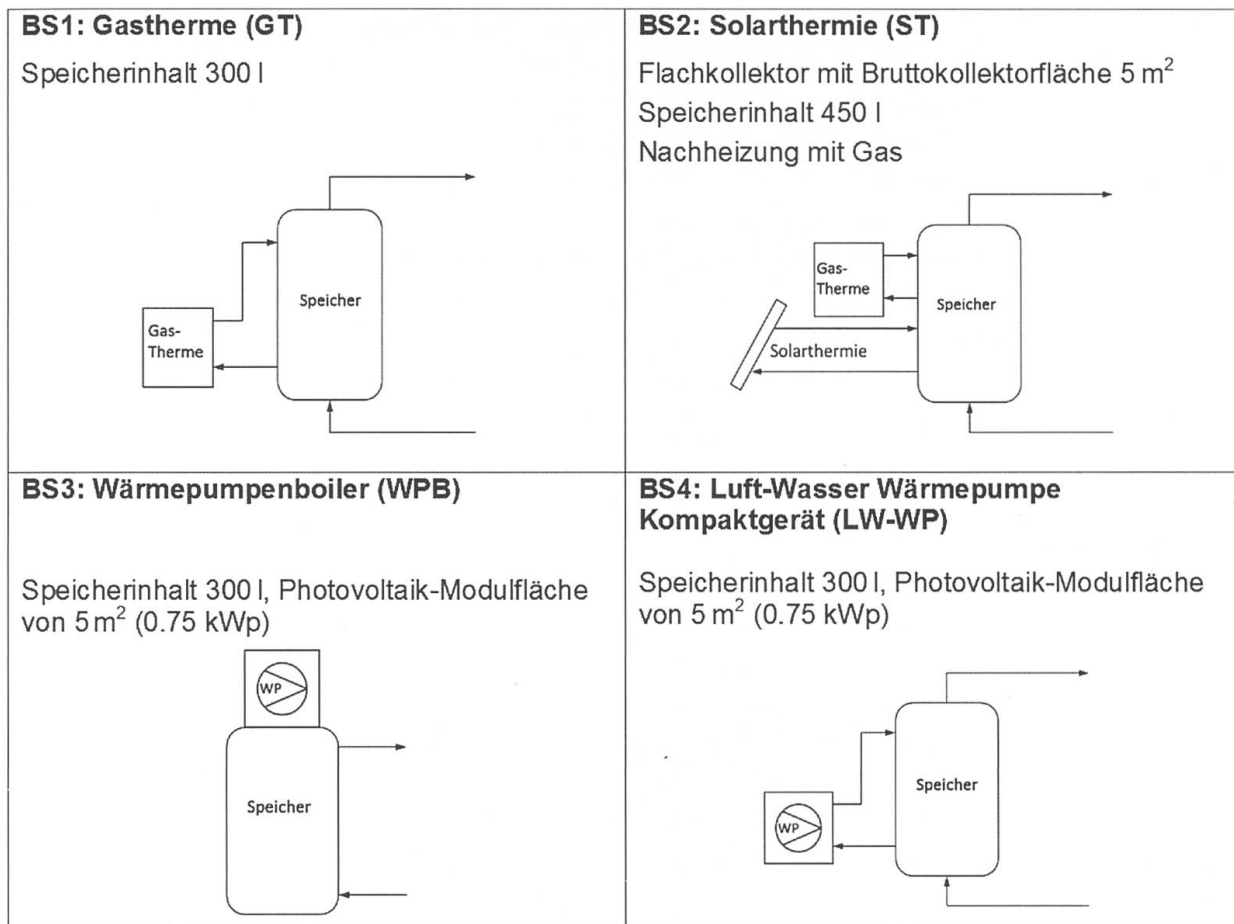 BS1: Gastherme (GT)
Speicherinhalt 300 l
Speicher
Gas-
Therme
BS2: Solarthermie (ST)
Flachkollektor mit Bruttokollektorfläche 5 m²
Speicherinhalt 450 l
Nachheizung mit Gas
Gas-
Therme
Speicher
Solarthermie
BS3: Wärmepumpenboiler (WPB)
Speicherinhalt 300 l, Photovoltaik-Modulfläche
von 5 m² (0.75 kWp)
WP
Speicher
BS4: Luft-Wasser Wärmepumpe
Kompaktgerät (LW-WP)
Speicherinhalt 300 l, Photovoltaik-Modulfläche
von 5 m² (0.75 kWp)
Speicher
WP